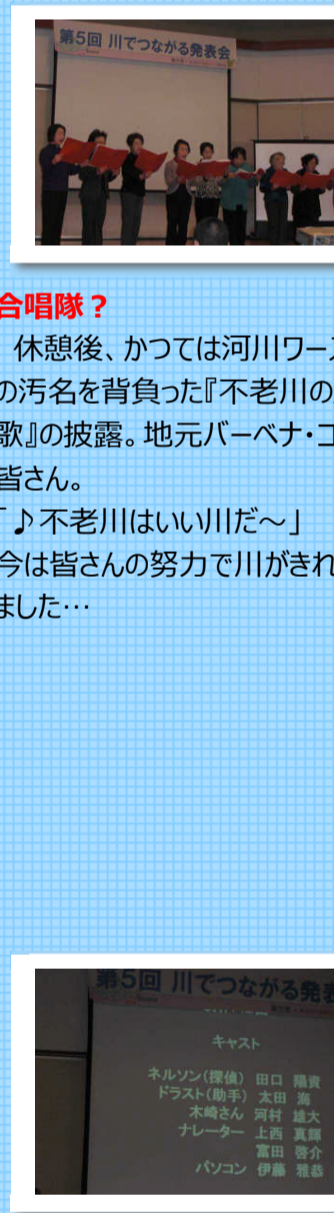 第5回 川でつながる発表会
合唱隊？
休憩後、かつては河川ワース
の汚名を背負った『不老川の
歌』の披露。地元バーベナ・コ
皆さん。
「♪不老川はいい川だ～」
今は皆さんの努力で川がきれ
ました…
第5回 川でつながる発表
キャスト
ネルソン(探偵) 田口 陽資
ドラスト(助手) 太田 海
木崎さん 河村 雄大
ナレーター 上西 真輝
富田 啓介
パソコン 伊藤 雅恭